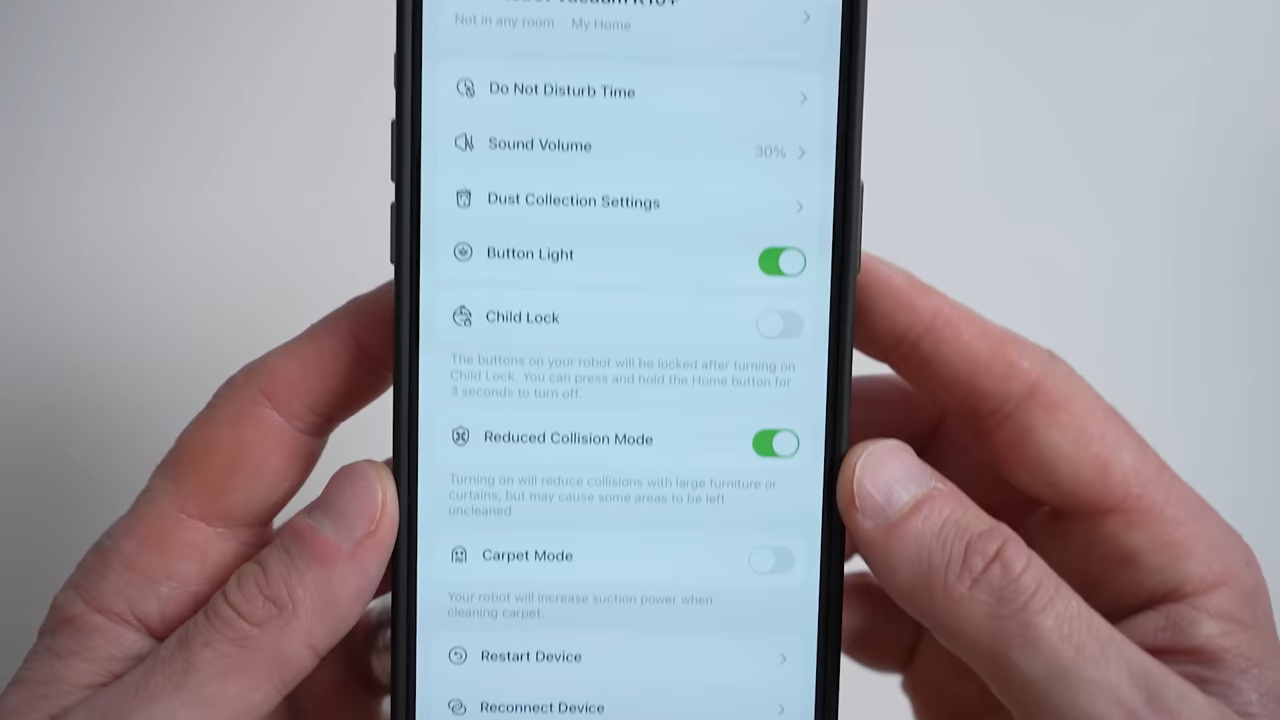 Not in any room My Home
Do Not Disturb Time
Sound Volume 30%
Dust Collection Settings
Button Light
Child Lock
The buttons on your robot will be locked after turning on
Child Lock. You can press and hold the Home button for
3 seconds to turn off.
Reduced Collision Mode
Turning on will reduce collisions with large furniture or
curtains, but may cause some areas to be left
uncleaned
Carpet Mode
Your robot will increase suction power when
cleaning carpet.
Restart Device
Reconnect Device